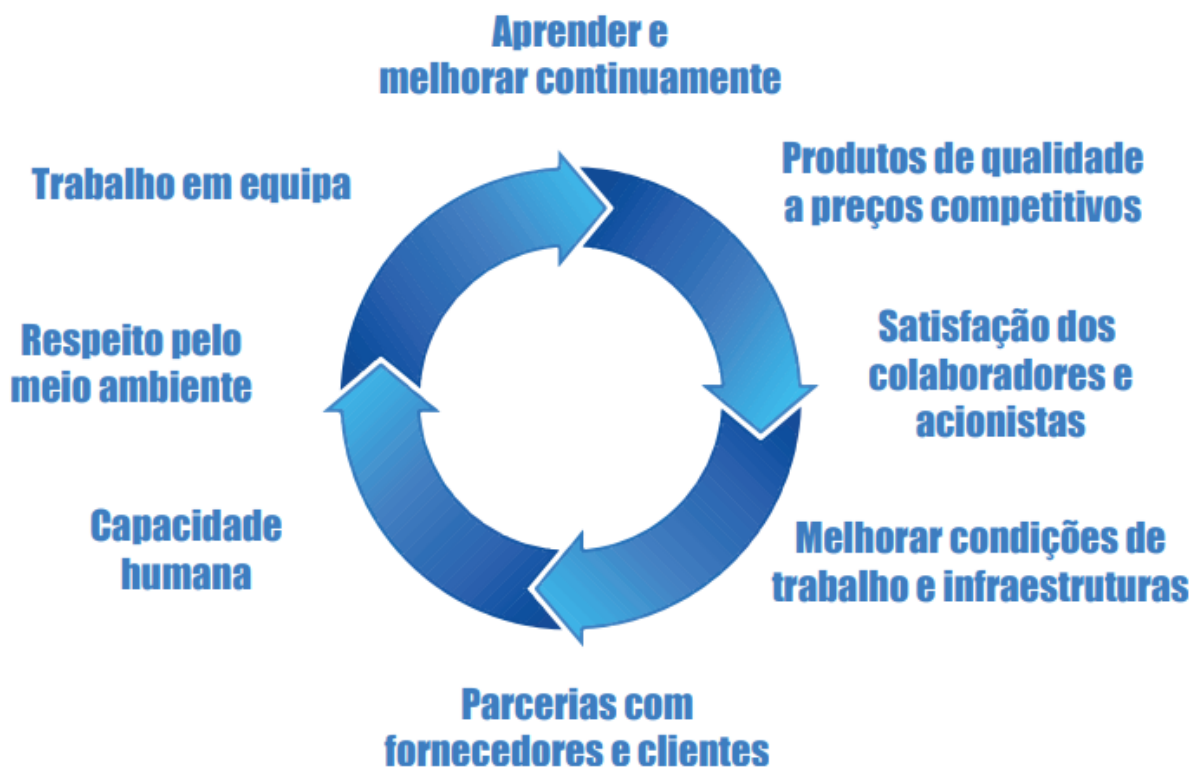 Aprender e
melhorar continuamente
Produtos de qualidade
a preços competitivos
Satisfação dos
colaboradores e
acionistas
Melhorar condições de
trabalho e infraestruturas
Parcerias com
fornecedores e clientes
Capacidade
humana
Respeito pelo
meio ambiente
Trabalho em equipa